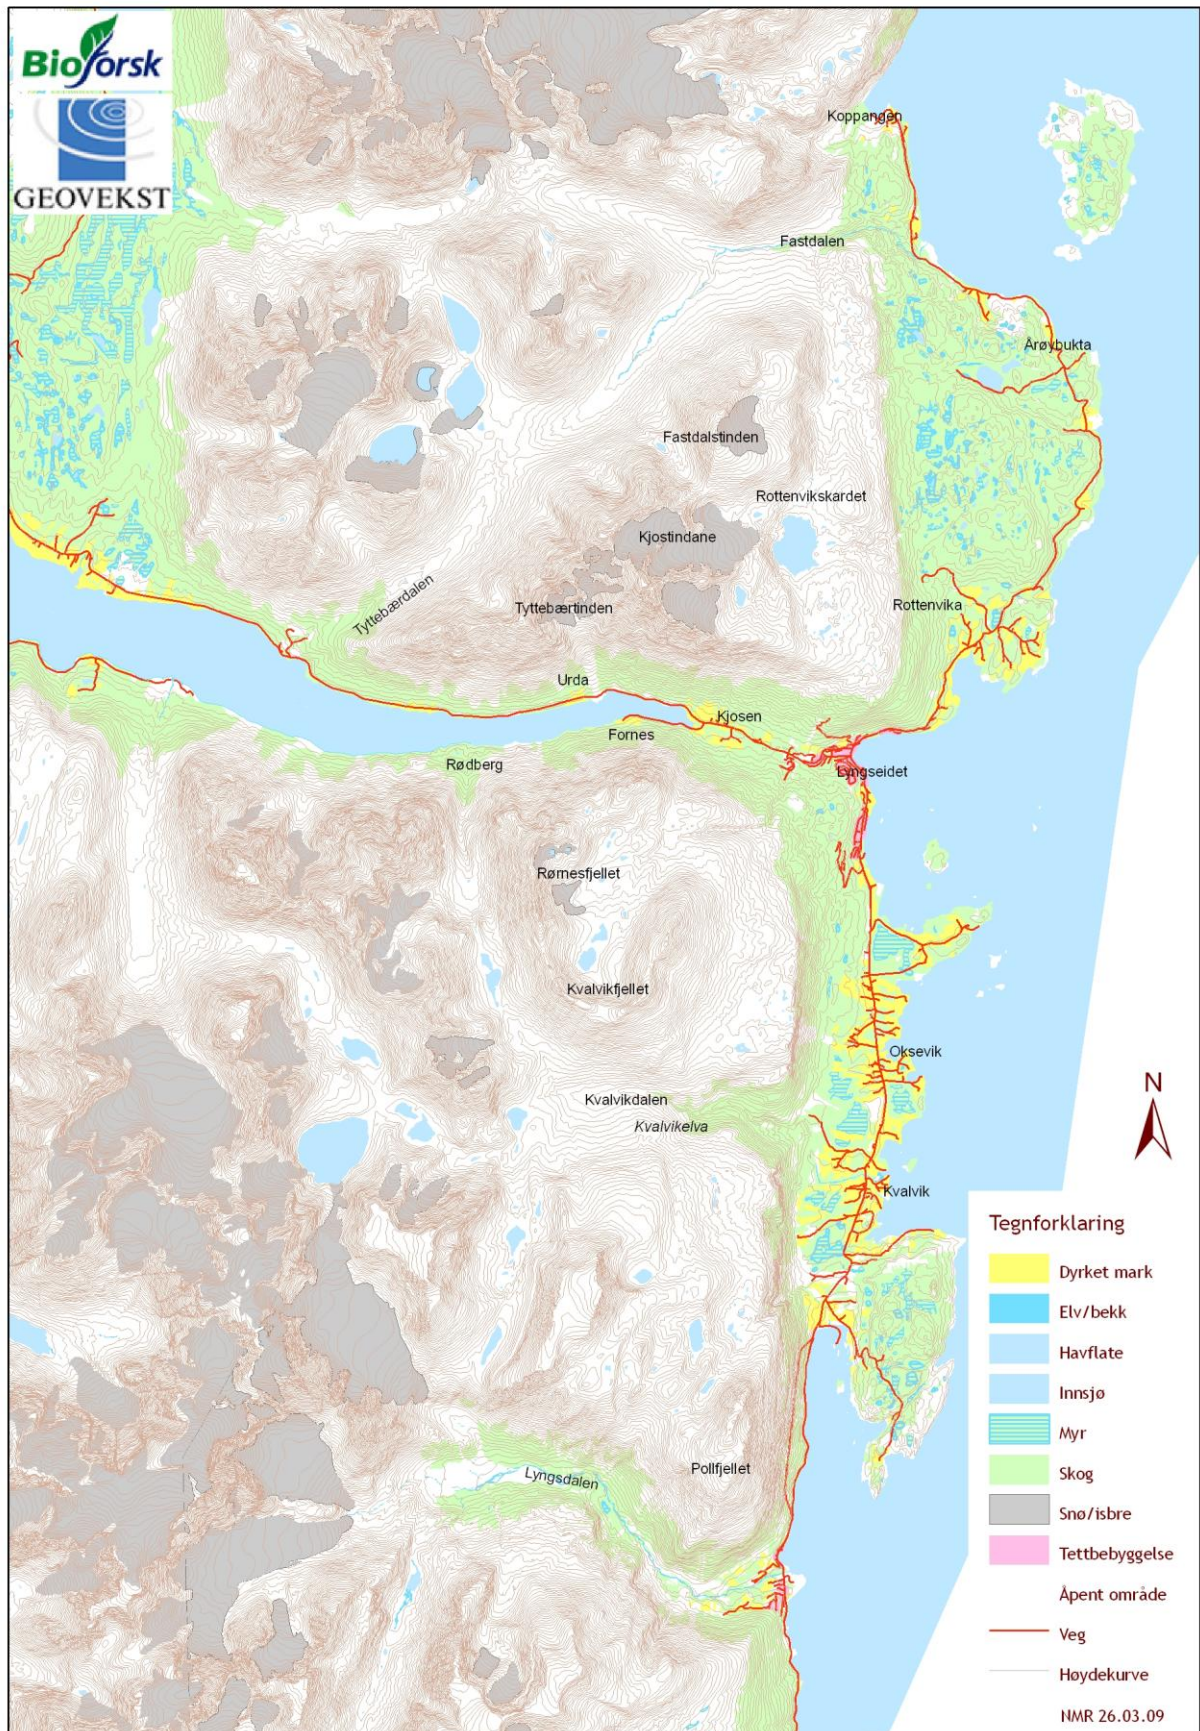 Bioforsk
GEOVEKST
Koppangen
Fastdalen
Årøybukta
Fastdalstinden
Rottenvikskardet
Kjostindane
Tyttebærdalen
Tyttebærtinden
Rottenvika
Urda
Kjosen
Fornes
Rødberg
Lyngseidet
Rørnesfjellet
Kvalvikfjellet
Oksevik
Kvalvikdalen
Kvalvikelva
Kvalvik
Pollfjellet
Lyngsdalen
N
Tegnforklaring
Dyrket mark
Elv/bekk
Havflate
Innsjø
Myr
Skog
Snø/isbre
Tettbebyggelse
Åpent område
Veg
Høydekurve
NMR 26.03.09